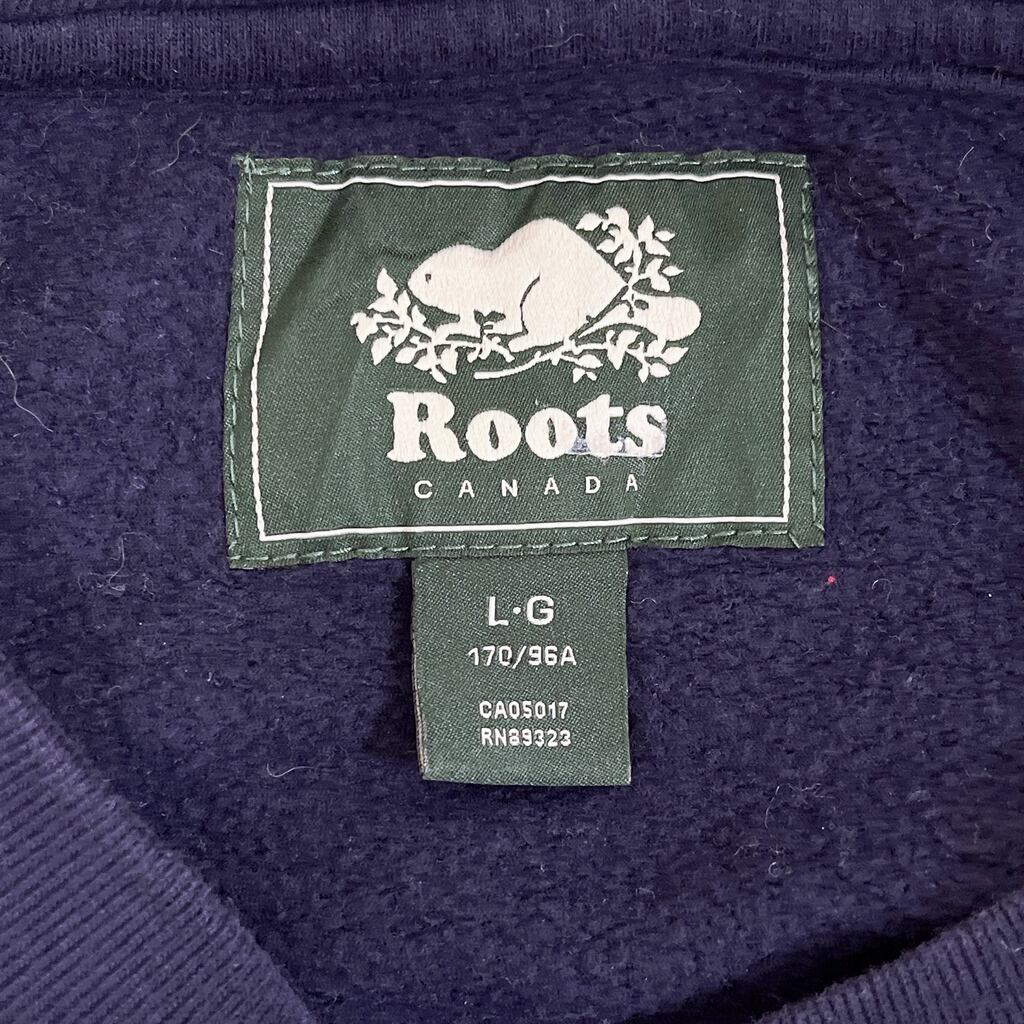 Roots
CANADA
L·G
170/96A
CA05017
RN89323